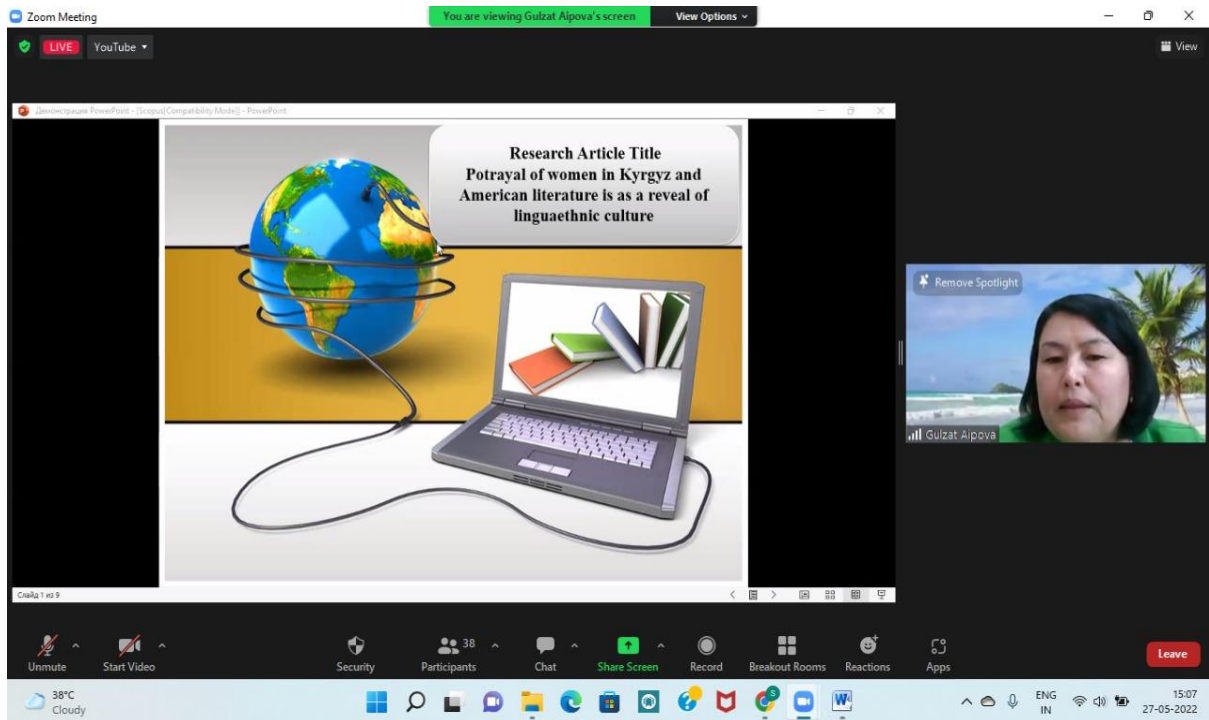 Zoom Meeting
You are viewing Gulzat Aipova's screen
View Options
LIVE
YouTube
View
Демонстрация PowerPoint - [Scopus[Compatibility Mode]] - PowerPoint
Research Article Title
Potrayal of women in Kyrgyz and
American literature is as a reveal of
linguaethnic culture
Remove Spotlight
Gulzat Aipova
Слайд 1 из 9
Unmute
Start Video
Security
38
Participants
Chat
Share Screen
Record
Breakout Rooms
Reactions
Apps
Leave
38°C
Cloudy
ENG
IN
15:07
27-05-2022